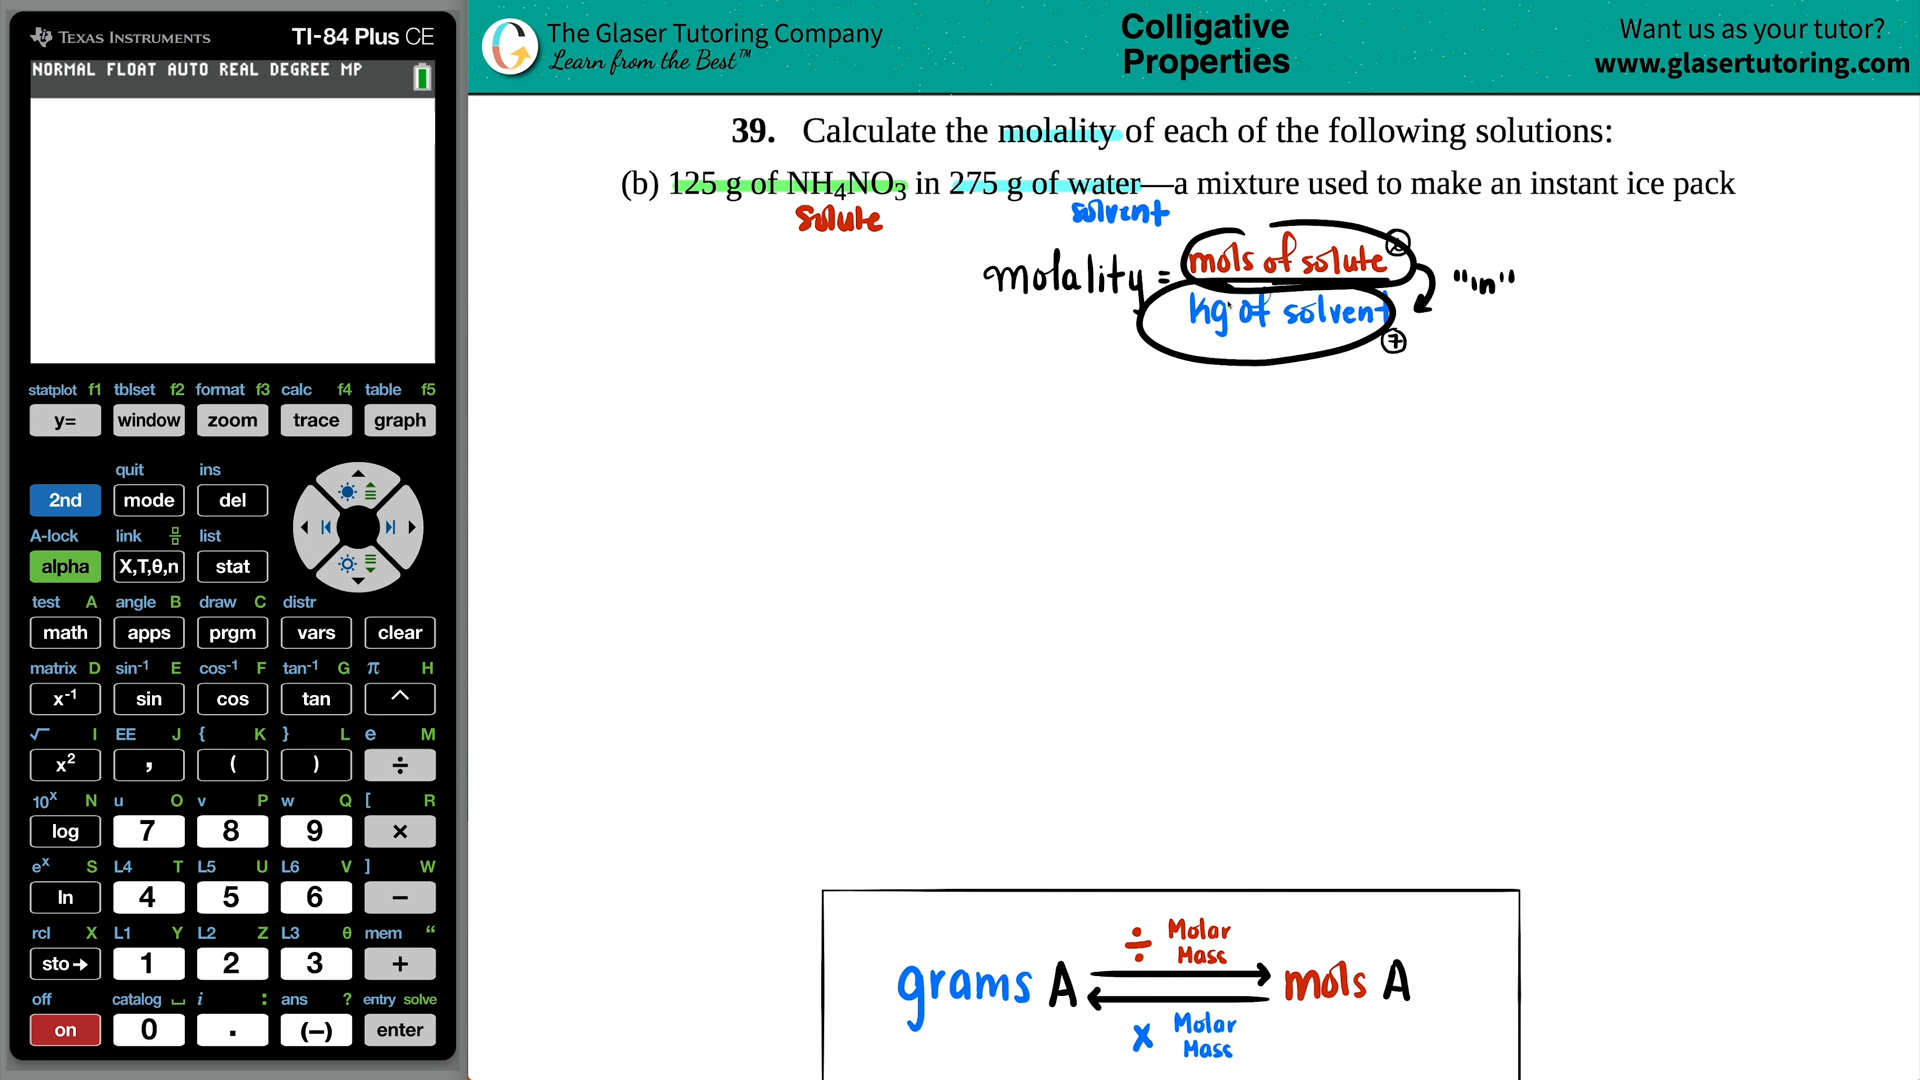 TEXAS INSTRUMENTS TI-84 Plus CE
NORMAL FLOAT AUTO REAL DEGREE MP
statplot f1 tblset f2 format f3 calc f4 table f5
y= window zoom trace graph
quit ins
2nd mode del
A-lock link list
alpha X,T,θ,n stat
test A angle B draw C distr
math apps prgm vars clear
matrix D sin⁻¹ E cos⁻¹ F tan⁻¹ G π H
x⁻¹ sin cos tan ^
√ I EE J { K } L e M
x² , ( ) ÷
10ˣ N u O v P w Q [ R
log 7 8 9 ×
eˣ S L4 T L5 U L6 V ] W
ln 4 5 6 −
rcl X L1 Y L2 Z L3 θ mem "
sto→ 1 2 3 +
off catalog ␣ i : ans ? entry solve
on 0 . (–) enter
The Glaser Tutoring Company
Learn from the Best™
Colligative
Properties
Want us as your tutor?
www.glasertutoring.com
39. Calculate the molality of each of the following solutions:
(b) 125 g of NH₄NO₃ in 275 g of water—a mixture used to make an instant ice pack
solute solvent
molality = mols of solute "in"
kg of solvent
÷ Molar
Mass
grams A mols A
x Molar
Mass